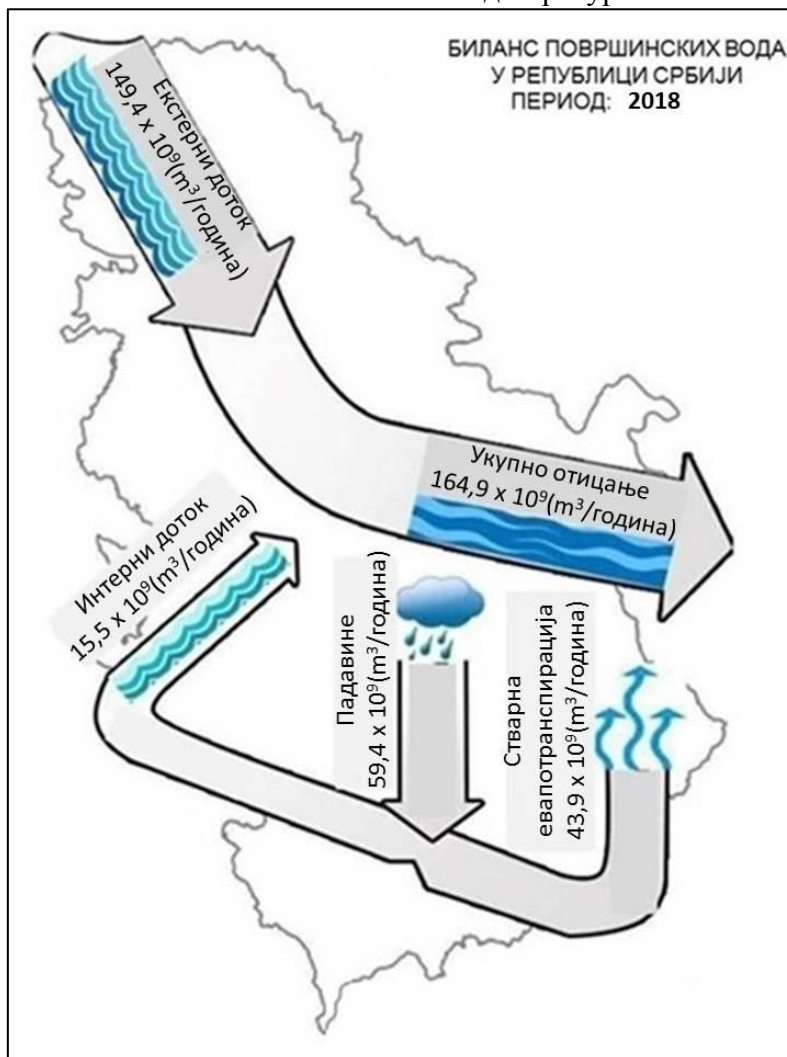 БИЛАНС ПОВРШИНСКИХ ВОДА
У РЕПУБЛИЦИ СРБИЈИ
ПЕРИОД: 2018
Екстерни доток
149,4 x 10⁹(m³/година)
Укупно отицање
164,9 x 10⁹(m³/година)
Интерни доток
15,5 x 10⁹(m³/година)
Падавине
59,4 x 10⁹(m³/година)
Стварна
евапотранспирација
43,9 x 10⁹(m³/година)